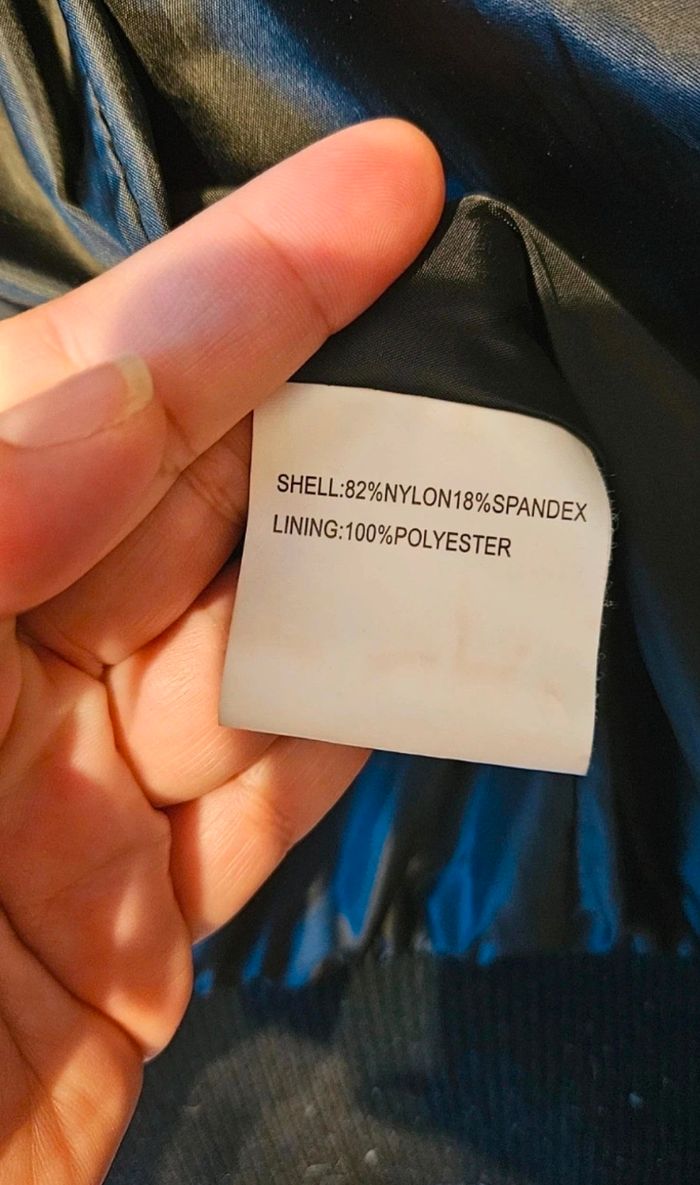 SHELL:82%NYLON18%SPANDEX
LINING:100%POLYESTER